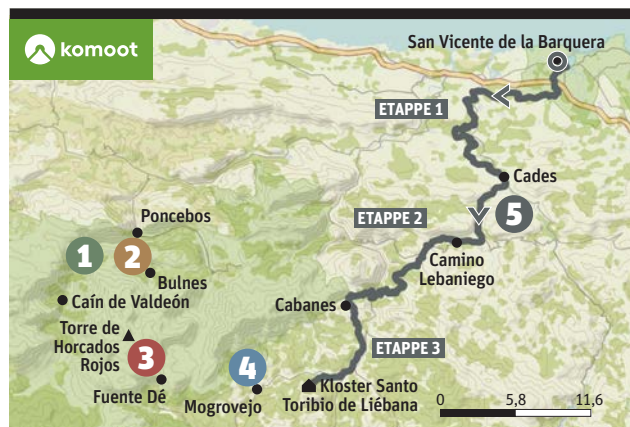 komoot
San Vicente de la Barquera
ETAPPE 1
Cades
ETAPPE 2
5
Poncebos
1
2
Camino
Lebaniego
Bulnes
Caín de Valdeón
Cabanes
Torre de
Horcados
Rojos
3
ETAPPE 3
4
Fuente Dé
Mogrovejo
Kloster Santo
Toribio de Liébana
0 5,8 11,6